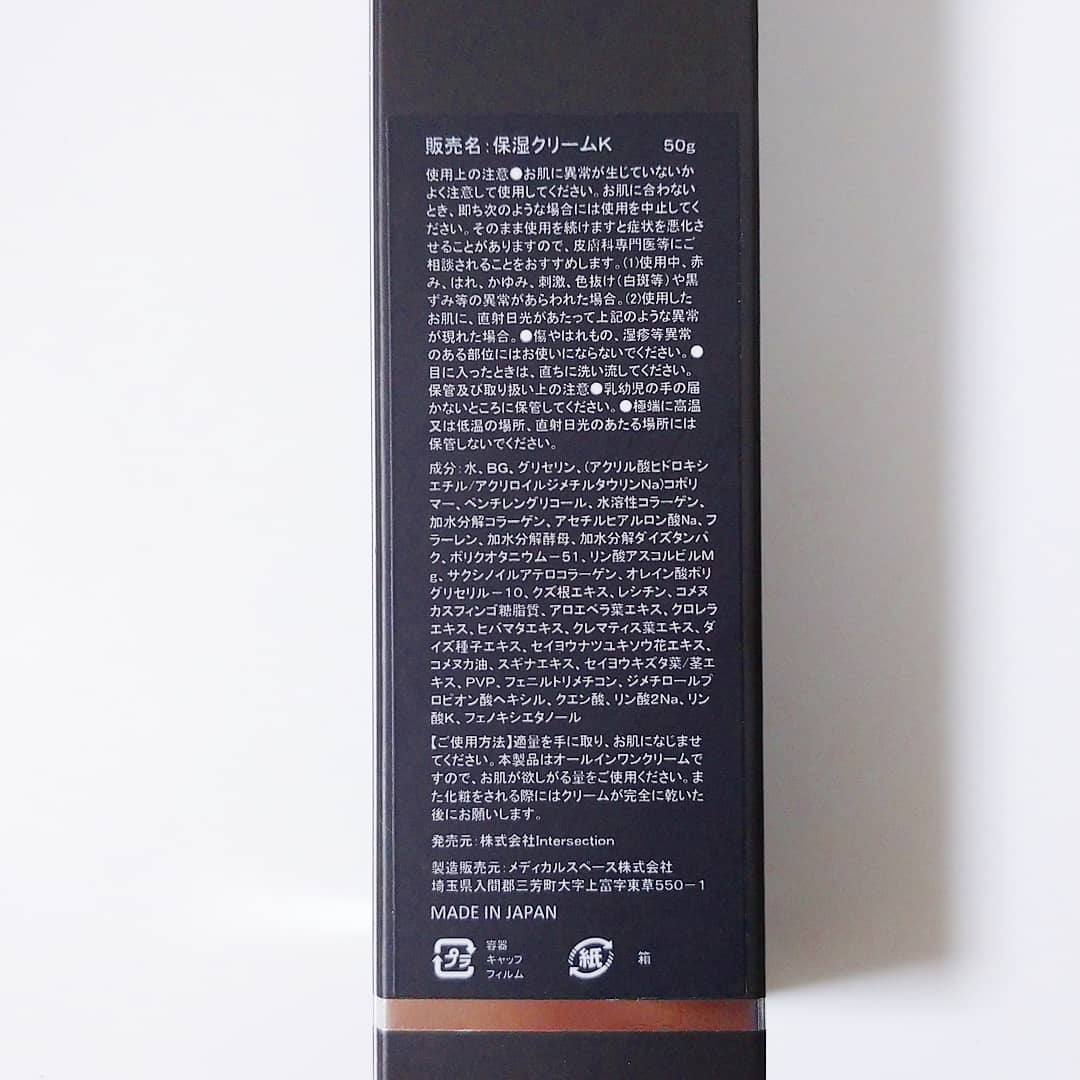 販売名：保湿クリームK 50g
使用上の注意●お肌に異常が生じていないか
よく注意して使用してください。お肌に合わない
とき、即ち次のような場合には使用を中止してく
ださい。そのまま使用を続けますと症状を悪化さ
せることがありますので、皮膚科専門医等にご
相談されることをおすすめします。(1)使用中、赤
み、はれ、かゆみ、刺激、色抜け(白斑等)や黒
ずみ等の異常があらわれた場合。(2)使用した
お肌に、直射日光があたって上記のような異常
が現れた場合。●傷やはれもの、湿疹等異常
のある部位にはお使いにならないでください。●
目に入ったときは、直ちに洗い流してください。
保管及び取り扱い上の注意●乳幼児の手の届
かないところに保管してください。●極端に高温
又は低温の場所、直射日光のあたる場所には
保管しないでください。
成分：水、BG、グリセリン、(アクリル酸ヒドロキシ
エチル/アクリロイルジメチルタウリンNa)コポリ
マー、ペンチレングリコール、水溶性コラーゲン、
加水分解コラーゲン、アセチルヒアルロン酸Na、フ
ラーレン、加水分解酵母、加水分解ダイズタンパ
ク、ポリクオタニウム－51、リン酸アスコルビルM
g、サクシノイルアテロコラーゲン、オレイン酸ポリ
グリセリル－10、クズ根エキス、レシチン、コメヌ
カスフィンゴ糖脂質、アロエベラ葉エキス、クロレラ
エキス、ヒバマタエキス、クレマティス葉エキス、ダ
イズ種子エキス、セイヨウナツユキソウ花エキス、
コメヌカ油、スギナエキス、セイヨウキズタ葉/茎エ
キス、PVP、フェニルトリメチコン、ジメチロールプ
ロピオン酸ヘキシル、クエン酸、リン酸2Na、リン
酸K、フェノキシエタノール
【ご使用方法】適量を手に取り、お肌になじませ
てください。本製品はオールインワンクリームで
すので、お肌が欲しがる量をご使用ください。ま
た化粧をされる際にはクリームが完全に乾いた
後にお願いします。
発売元：株式会社Intersection
製造販売元：メディカルスペース株式会社
埼玉県入間郡三芳町大字上富字東草550－1
MADE IN JAPAN
プラ 容器
キャップ
フィルム
紙 箱